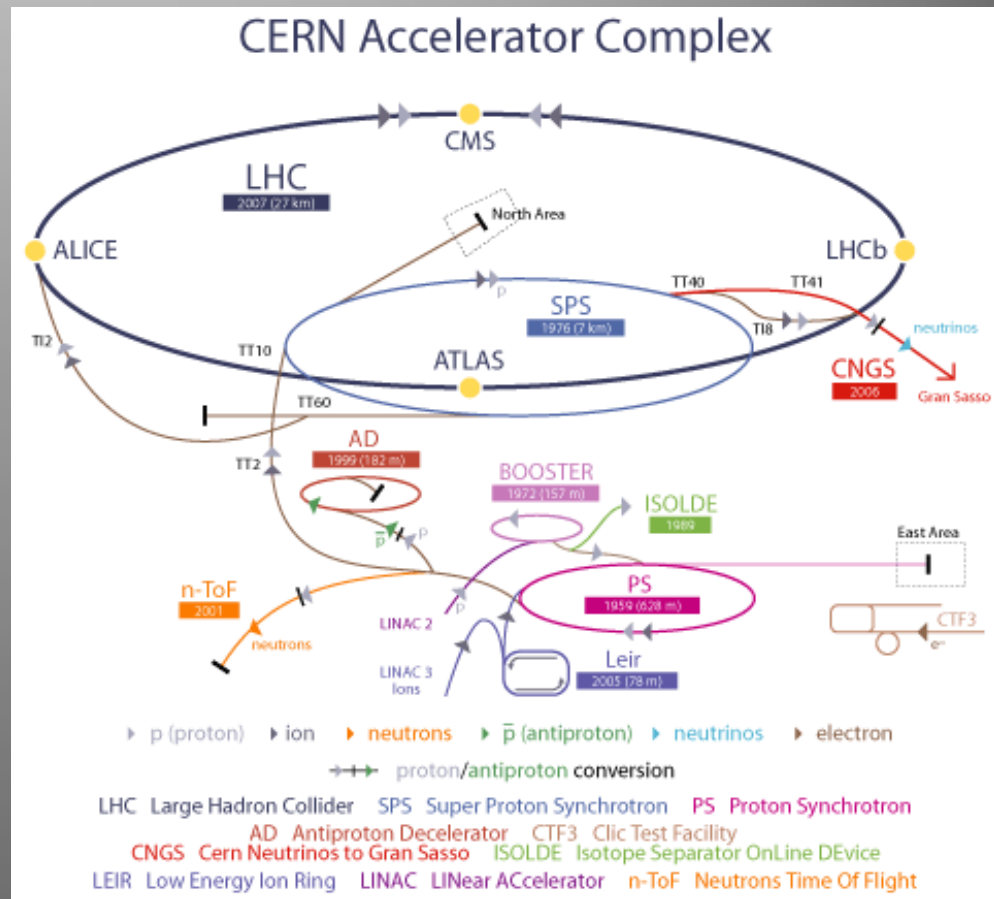 CERN Accelerator Complex
CMS
LHC
2007 (27 km)
North Area
ALICE
LHCb
TT40
TT41
p
SPS
1976 (7 km)
TI8
neutrinos
TI2
TT10
ATLAS
CNGS
2006
Gran Sasso
TT60
AD
1999 (182 m)
TT2
BOOSTER
1972 (157 m)
ISOLDE
1989
p̅
p
East Area
n-ToF
2001
PS
1959 (628 m)
p
LINAC 2
neutrons
CTF3
e⁻
LINAC 3
Ions
Leir
2005 (78 m)
p (proton) ion neutrons p̅ (antiproton) neutrinos electron
proton/antiproton conversion
LHC Large Hadron Collider SPS Super Proton Synchrotron PS Proton Synchrotron
AD Antiproton Decelerator CTF3 Clic Test Facility
CNGS Cern Neutrinos to Gran Sasso ISOLDE Isotope Separator OnLine DEvice
LEIR Low Energy Ion Ring LINAC LINear ACcelerator n-ToF Neutrons Time Of Flight